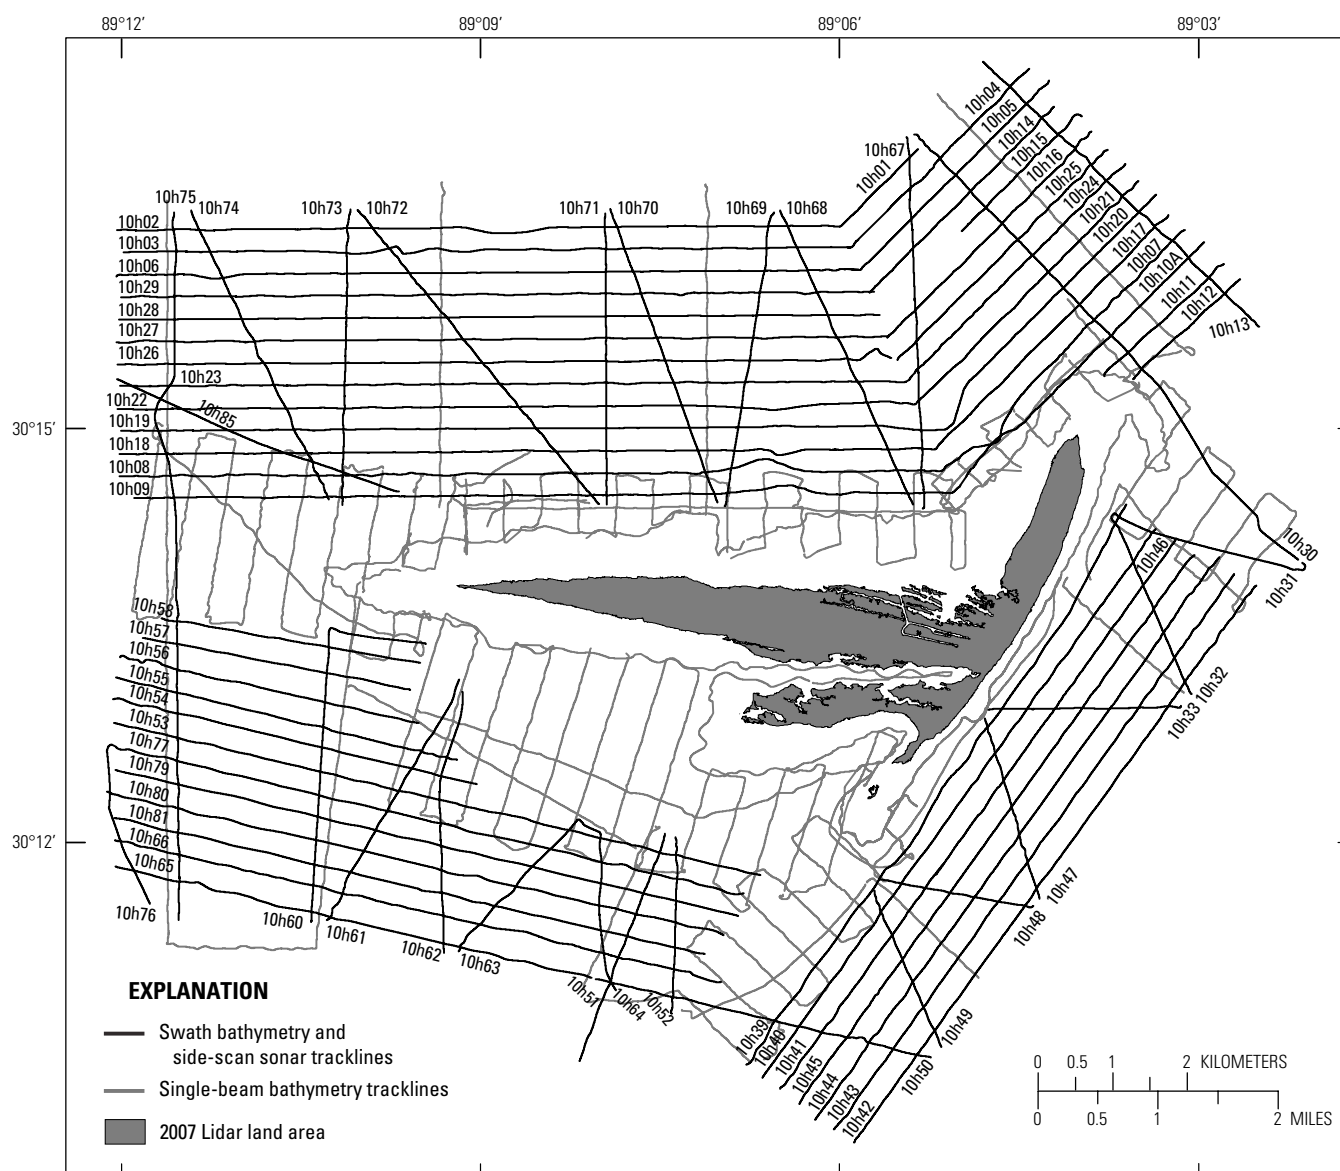 89°12′
89°09′
89°06′
89°03′
30°15′
30°12′
10h04
10h05
10h14
10h15
10h16
10h25
10h24
10h21
10h20
10h17
10h07
10h10A
10h11
10h12
10h13
10h67
10h01
10h75
10h74
10h73
10h72
10h71
10h70
10h69
10h68
10h02
10h03
10h06
10h29
10h28
10h27
10h26
10h23
10h22
10h85
10h19
10h18
10h08
10h09
10h46
10h30
10h31
10h32
10h33
10h58
10h57
10h56
10h55
10h54
10h53
10h77
10h79
10h80
10h81
10h66
10h65
10h76
10h60
10h61
10h62
10h63
10h51
10h64
10h52
10h47
10h48
10h49
10h50
10h39
10h40
10h41
10h45
10h44
10h43
10h42
EXPLANATION
Swath bathymetry and
side-scan sonar tracklines
Single-beam bathymetry tracklines
2007 Lidar land area
0 0.5 1 2 KILOMETERS
0 0.5 1 2 MILES